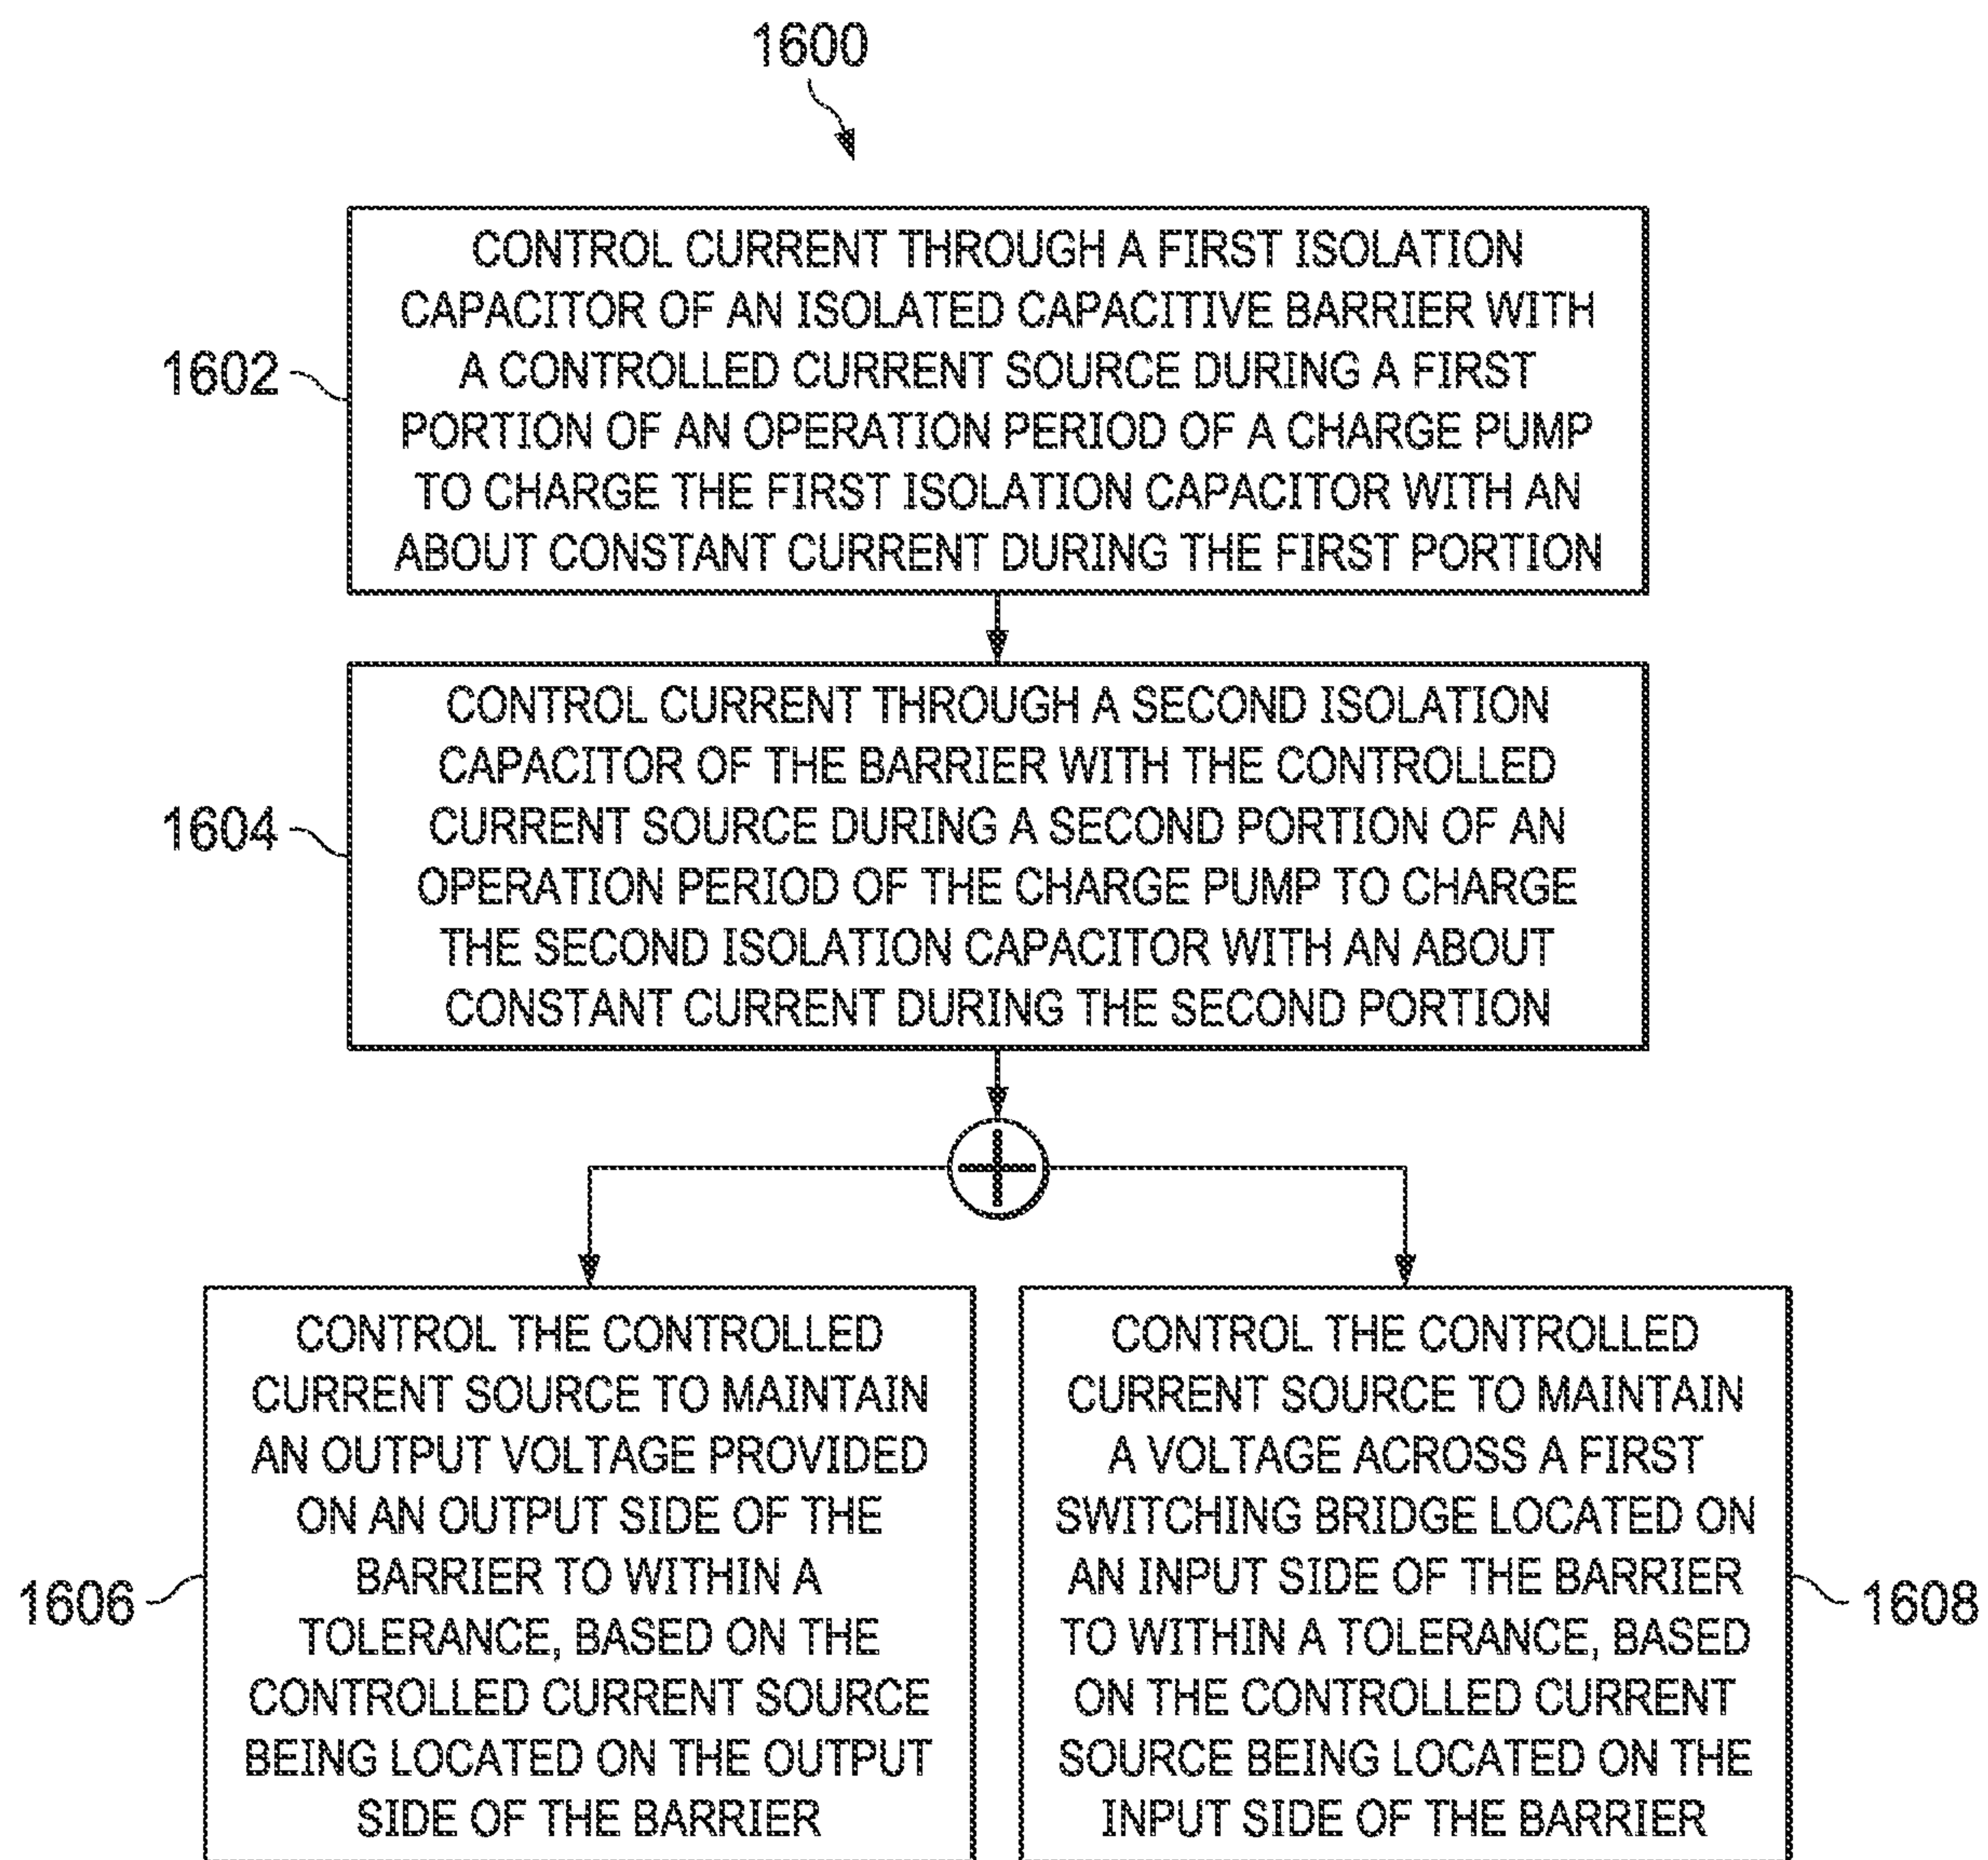 1600
1602
CONTROL CURRENT THROUGH A FIRST ISOLATION
CAPACITOR OF AN ISOLATED CAPACITIVE BARRIER WITH
A CONTROLLED CURRENT SOURCE DURING A FIRST
PORTION OF AN OPERATION PERIOD OF A CHARGE PUMP
TO CHARGE THE FIRST ISOLATION CAPACITOR WITH AN
ABOUT CONSTANT CURRENT DURING THE FIRST PORTION
1604
CONTROL CURRENT THROUGH A SECOND ISOLATION
CAPACITOR OF THE BARRIER WITH THE CONTROLLED
CURRENT SOURCE DURING A SECOND PORTION OF AN
OPERATION PERIOD OF THE CHARGE PUMP TO CHARGE
THE SECOND ISOLATION CAPACITOR WITH AN ABOUT
CONSTANT CURRENT DURING THE SECOND PORTION
1606
CONTROL THE CONTROLLED
CURRENT SOURCE TO MAINTAIN
AN OUTPUT VOLTAGE PROVIDED
ON AN OUTPUT SIDE OF THE
BARRIER TO WITHIN A
TOLERANCE, BASED ON THE
CONTROLLED CURRENT SOURCE
BEING LOCATED ON THE OUTPUT
SIDE OF THE BARRIER
CONTROL THE CONTROLLED
CURRENT SOURCE TO MAINTAIN
A VOLTAGE ACROSS A FIRST
SWITCHING BRIDGE LOCATED ON
AN INPUT SIDE OF THE BARRIER
TO WITHIN A TOLERANCE, BASED
ON THE CONTROLLED CURRENT
SOURCE BEING LOCATED ON THE
INPUT SIDE OF THE BARRIER
1608